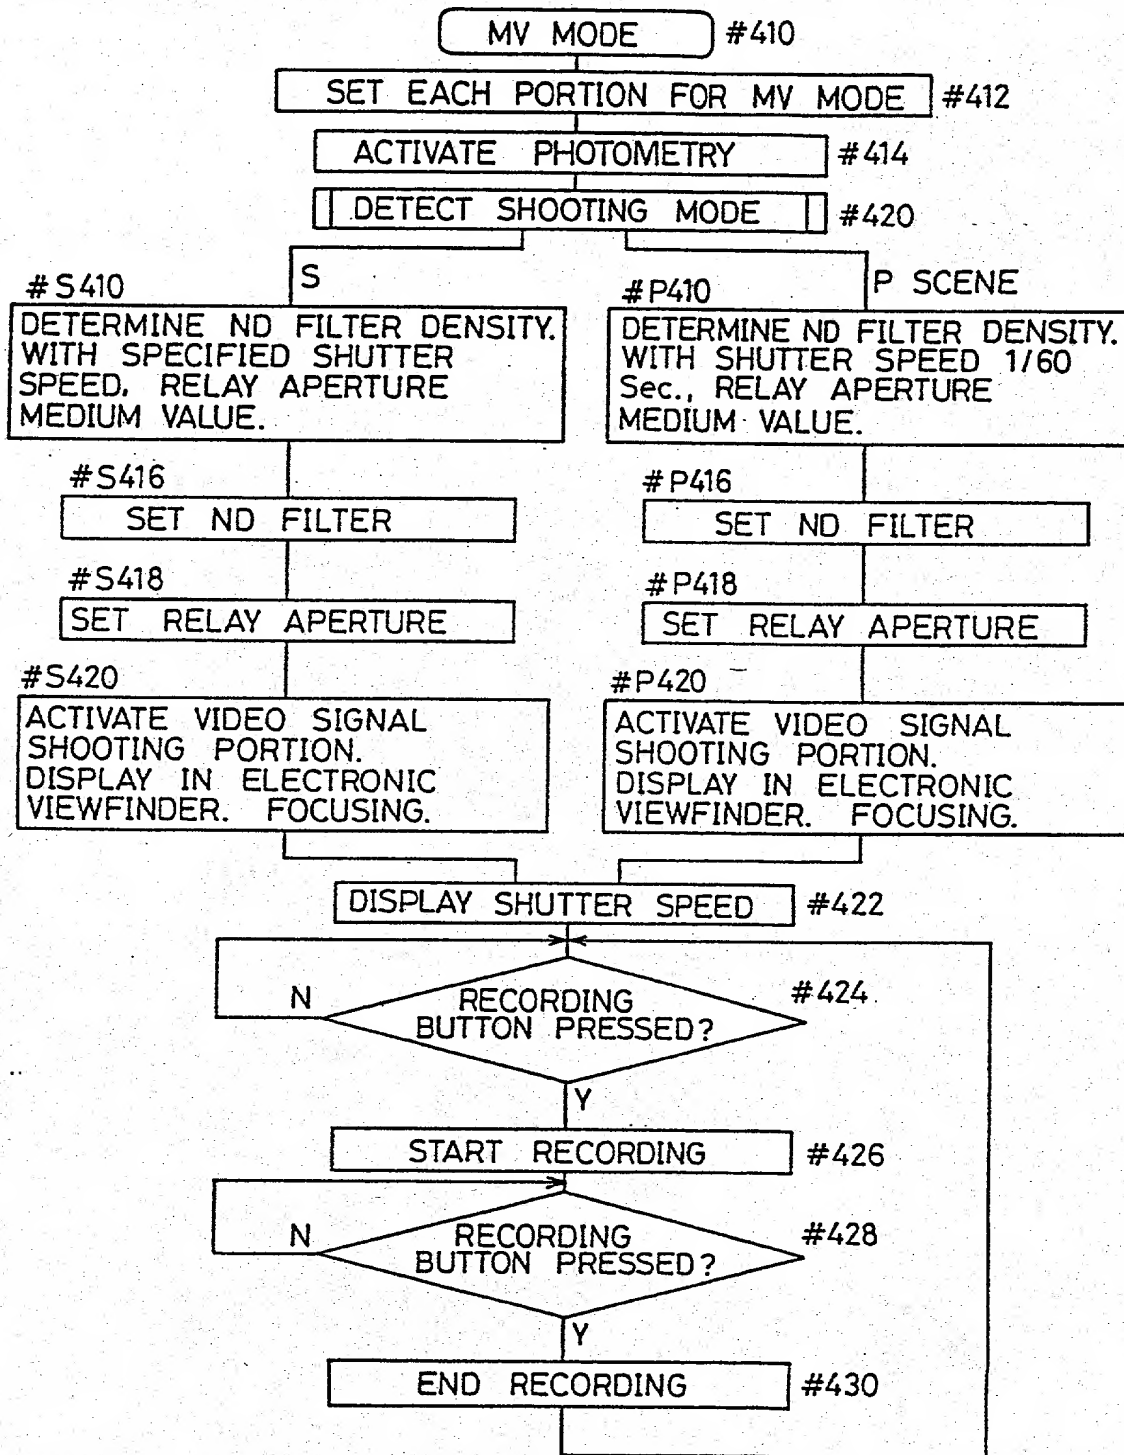 MV MODE #410
SET EACH PORTION FOR MV MODE #412
ACTIVATE PHOTOMETRY #414
DETECT SHOOTING MODE #420
S
#S410
DETERMINE ND FILTER DENSITY.
WITH SPECIFIED SHUTTER
SPEED. RELAY APERTURE
MEDIUM VALUE.
#S416
SET ND FILTER
#S418
SET RELAY APERTURE
#S420
ACTIVATE VIDEO SIGNAL
SHOOTING PORTION.
DISPLAY IN ELECTRONIC
VIEWFINDER. FOCUSING.
P SCENE
#P410
DETERMINE ND FILTER DENSITY.
WITH SHUTTER SPEED 1/60
Sec., RELAY APERTURE
MEDIUM VALUE.
#P416
SET ND FILTER
#P418
SET RELAY APERTURE
#P420
ACTIVATE VIDEO SIGNAL
SHOOTING PORTION.
DISPLAY IN ELECTRONIC
VIEWFINDER. FOCUSING.
DISPLAY SHUTTER SPEED #422
#424
N
RECORDING
BUTTON PRESSED?
Y
START RECORDING #426
#428
N
RECORDING
BUTTON PRESSED?
Y
END RECORDING #430